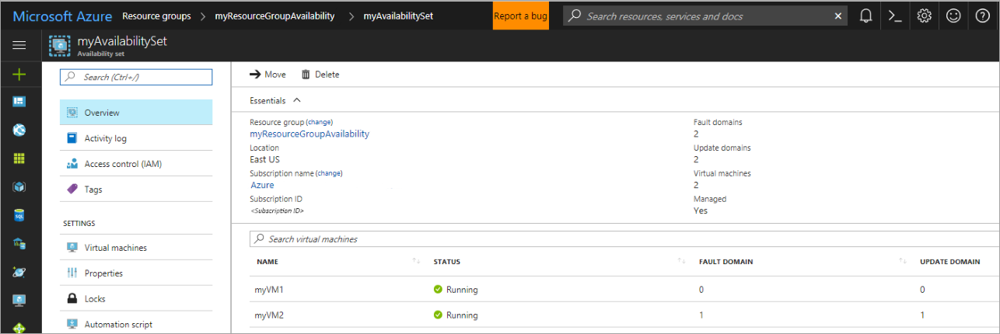 Microsoft Azure Resource groups > myResourceGroupAvailability > myAvailabilitySet Report a bug Search resources, services and docs
myAvailabilitySet
Availability set
Search (Ctrl+/)
Overview
Activity log
Access control (IAM)
Tags
SETTINGS
Virtual machines
Properties
Locks
Automation script
Move Delete
Essentials
Resource group (change)
myResourceGroupAvailability
Location
East US
Subscription name (change)
Azure
Subscription ID
<Subscription ID>
Fault domains
2
Update domains
2
Virtual machines
2
Managed
Yes
Search virtual machines
NAME STATUS FAULT DOMAIN UPDATE DOMAIN
myVM1 Running 0 0
myVM2 Running 1 1